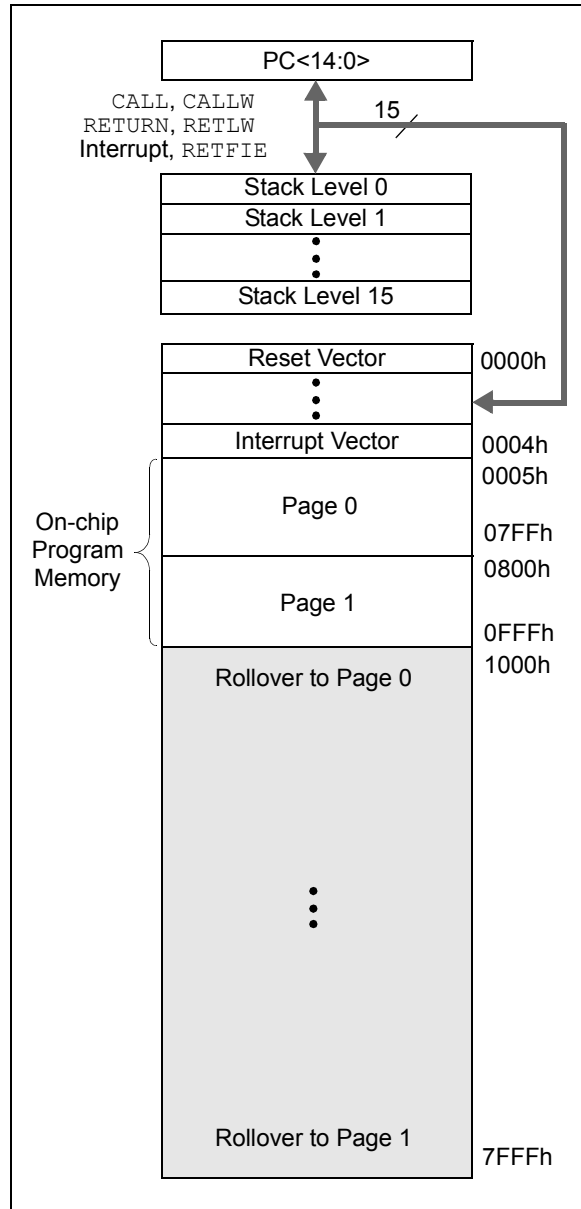 PC<14:0>
CALL, CALLW
RETURN, RETLW
Interrupt, RETFIE
15
Stack Level 0
Stack Level 1
Stack Level 15
Reset Vector
0000h
Interrupt Vector
0004h
0005h
On-chip
Program
Memory
Page 0
07FFh
0800h
Page 1
0FFFh
1000h
Rollover to Page 0
Rollover to Page 1
7FFFh